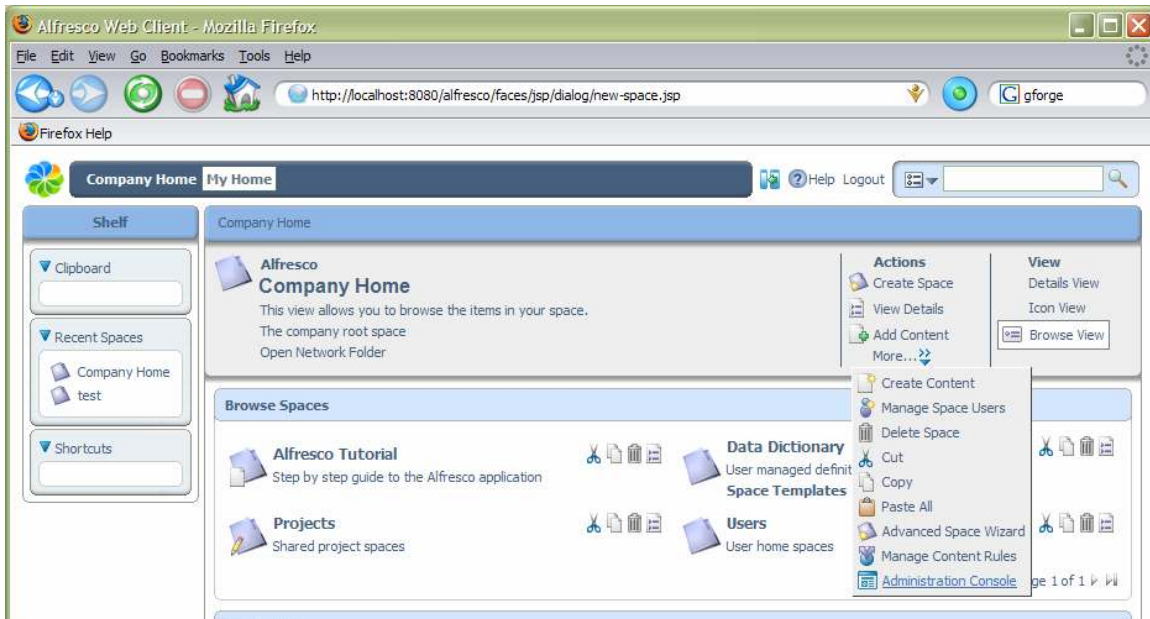 Alfresco Web Client - Mozilla Firefox
File Edit View Go Bookmarks Tools Help
http://localhost:8080/alfresco/faces/jsp/dialog/new-space.jsp
G gforge
Firefox Help
Company Home My Home
Help Logout
Shelf
Company Home
Clipboard
Recent Spaces
Company Home
test
Shortcuts
Alfresco
Company Home
This view allows you to browse the items in your space.
The company root space
Open Network Folder
Actions
Create Space
View Details
Add Content
More...
View
Details View
Icon View
Browse View
Create Content
Manage Space Users
Delete Space
Cut
Copy
Paste All
Advanced Space Wizard
Manage Content Rules
Administration Console
Browse Spaces
Alfresco Tutorial
Step by step guide to the Alfresco application
Data Dictionary
User managed definit
Space Templates
Projects
Shared project spaces
Users
User home spaces
ge 1 of 1